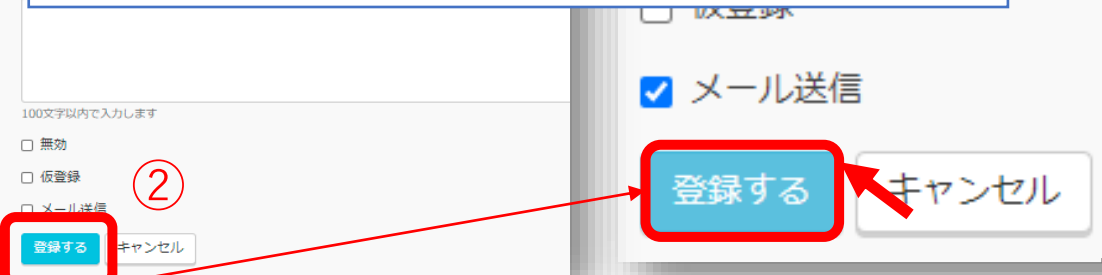 100文字以内で入力します
無効
仮登録
②
メール送信
登録する キャンセル
仮登録
メール送信
登録する キャンセル